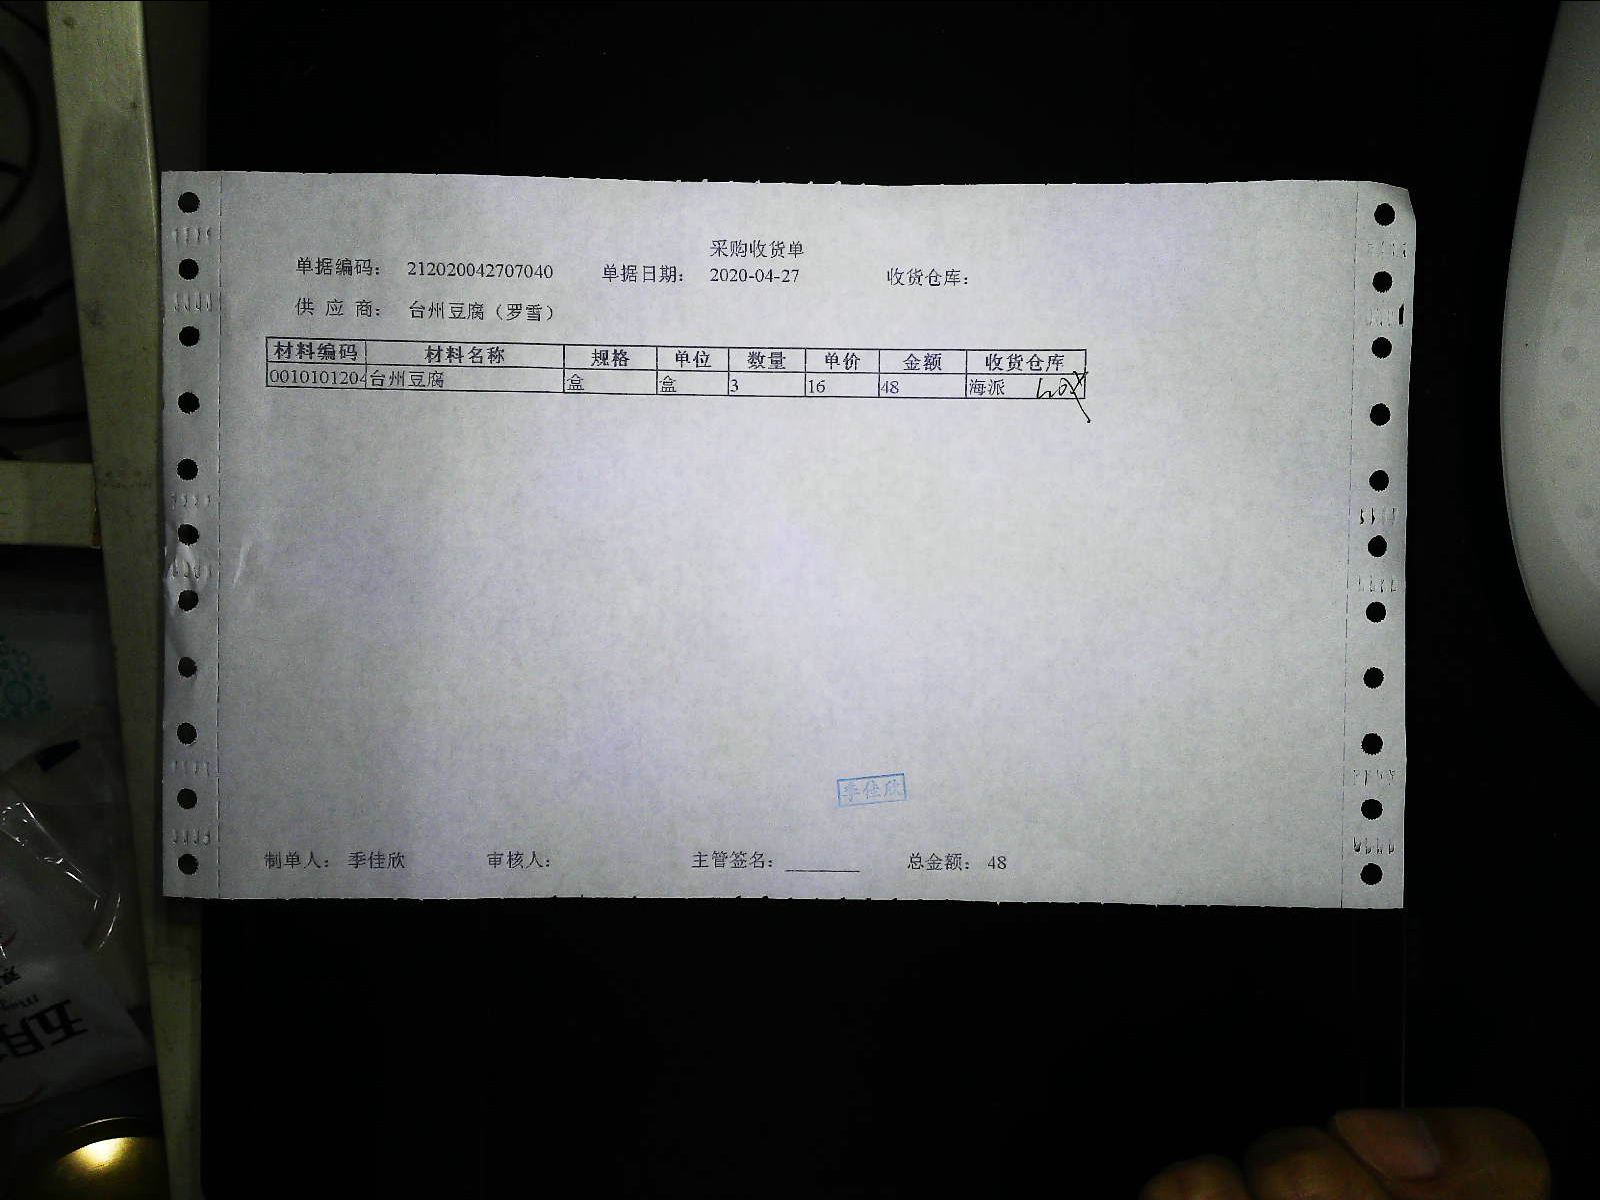 采购收货单
单据编码： 212020042707040 单据日期： 2020-04-27 收货仓库：
供 应 商： 台州豆腐（罗雪）
材料编码 材料名称 规格 单位 数量 单价 金额 收货仓库
0010101204 台州豆腐 盒 盒 3 16 48 海派
季佳欣
制单人： 季佳欣 审核人： 主管签名： ________ 总金额： 48
五月